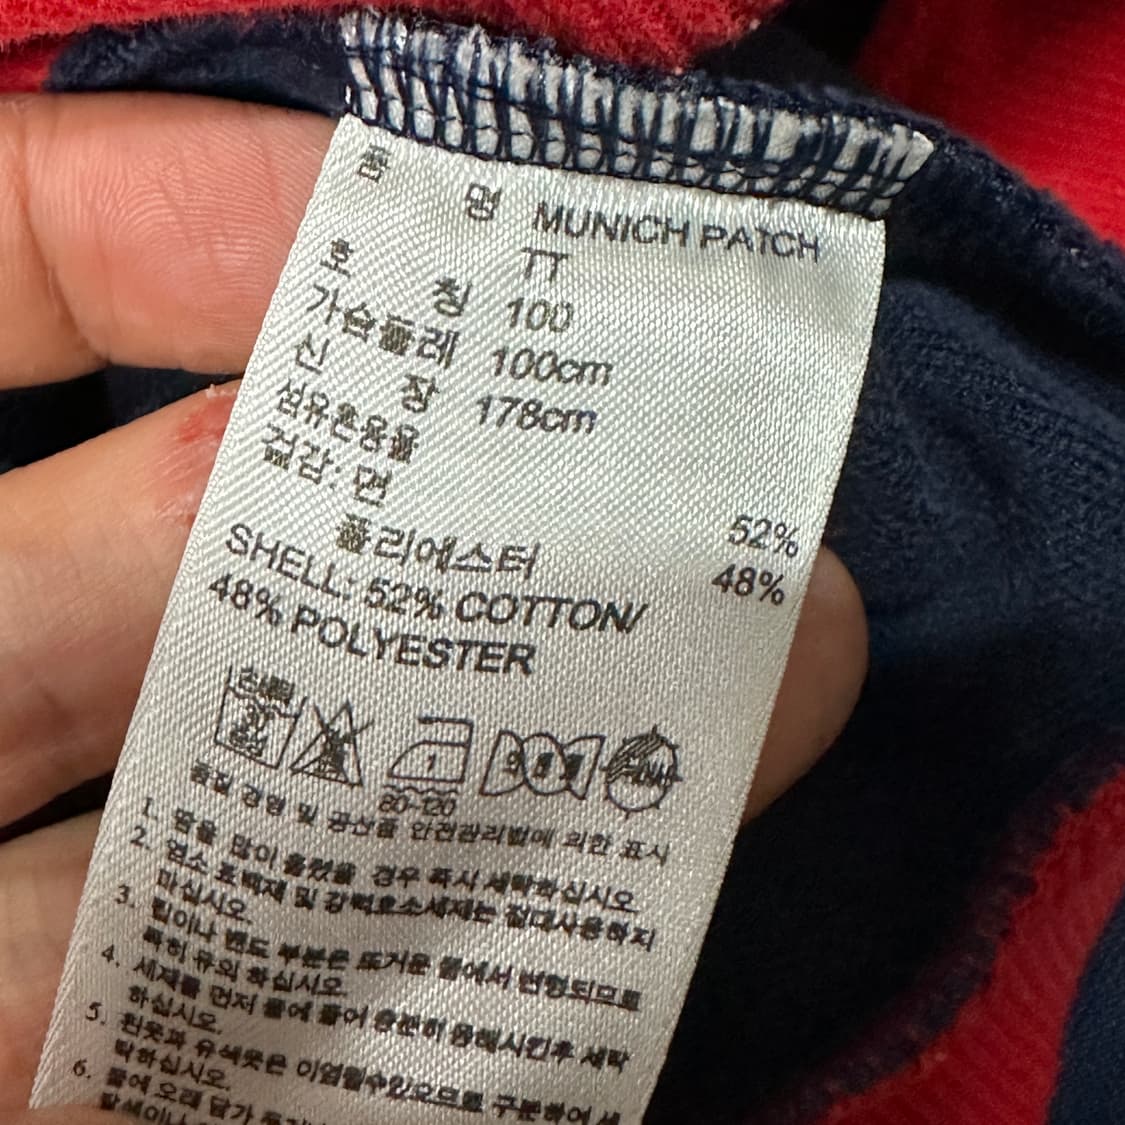 품 명 MUNICH PATCH
TT
호 칭 100
가슴둘레 100cm
신 장 178cm
섬유혼용율
겉감: 면 52%
폴리에스터 48%
SHELL: 52% COTTON/
48% POLYESTER
80-120
품질 경영 및 공산품 안전관리법에 의한 표시
1. 땀을 많이 흘렸을 경우 즉시 세탁하십시오
2. 염소 표백제 및 강력효소세제는 절대사용하지
마십시오.
3. 립이나 밴드 부분은 뜨거운 물에서 변형되므로
특히 유의 하십시오
4. 세제를 먼저 물에 풀어 충분히 용해시킨후 세탁
하십시오.
5. 흰옷과 유색옷은 이염될수있으므로 구분하여 세
탁하십시오.
6. 물에 오래 담가